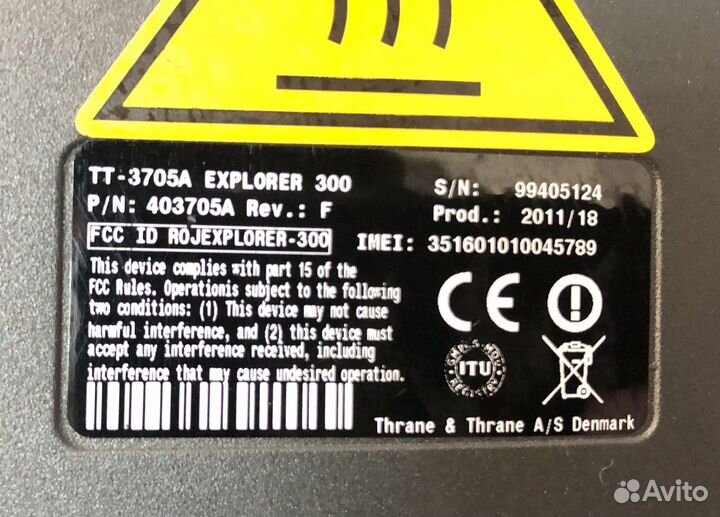 TT-3705A EXPLORER 300
P/N: 403705A Rev.: F
FCC ID ROJEXPLORER-300
S/N: 99405124
Prod.: 2011/18
IMEI: 351601010045789
This device complies with part 15 of the
FCC Rules. Operationis subject to the following
two conditions: (1) This device may not cause
harmful interference, and (2) this device must
accept any interference received, including
interference that may cause undesired operation.
CE
GMPCS-MOU
ITU
REGISTRY
Thrane & Thrane A/S Denmark
Avito